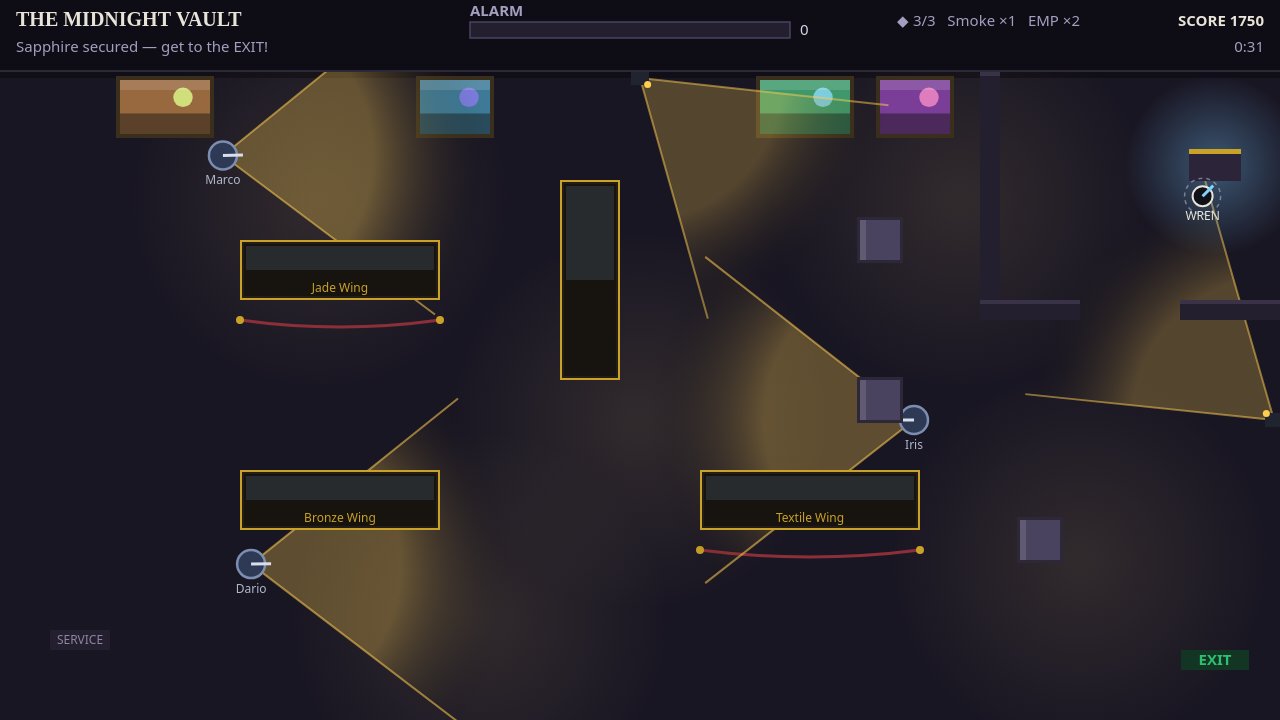 THE MIDNIGHT VAULT
Sapphire secured — get to the EXIT!
ALARM
0
◆ 3/3 Smoke ×1 EMP ×2
SCORE 1750
0:31
Marco
WREN
Jade Wing
Iris
Bronze Wing
Textile Wing
Dario
SERVICE
EXIT